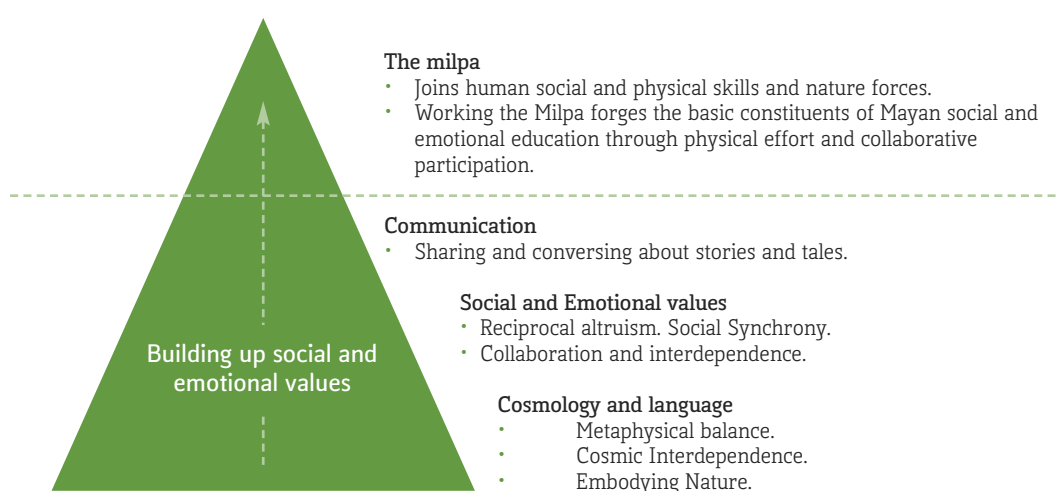 The milpa
• Joins human social and physical skills and nature forces.
• Working the Milpa forges the basic constituents of Mayan social and
emotional education through physical effort and collaborative
participation.
Communication
• Sharing and conversing about stories and tales.
Social and Emotional values
• Reciprocal altruism. Social Synchrony.
• Collaboration and interdependence.
Building up social and
emotional values
Cosmology and language
• Metaphysical balance.
• Cosmic Interdependence.
• Embodying Nature.